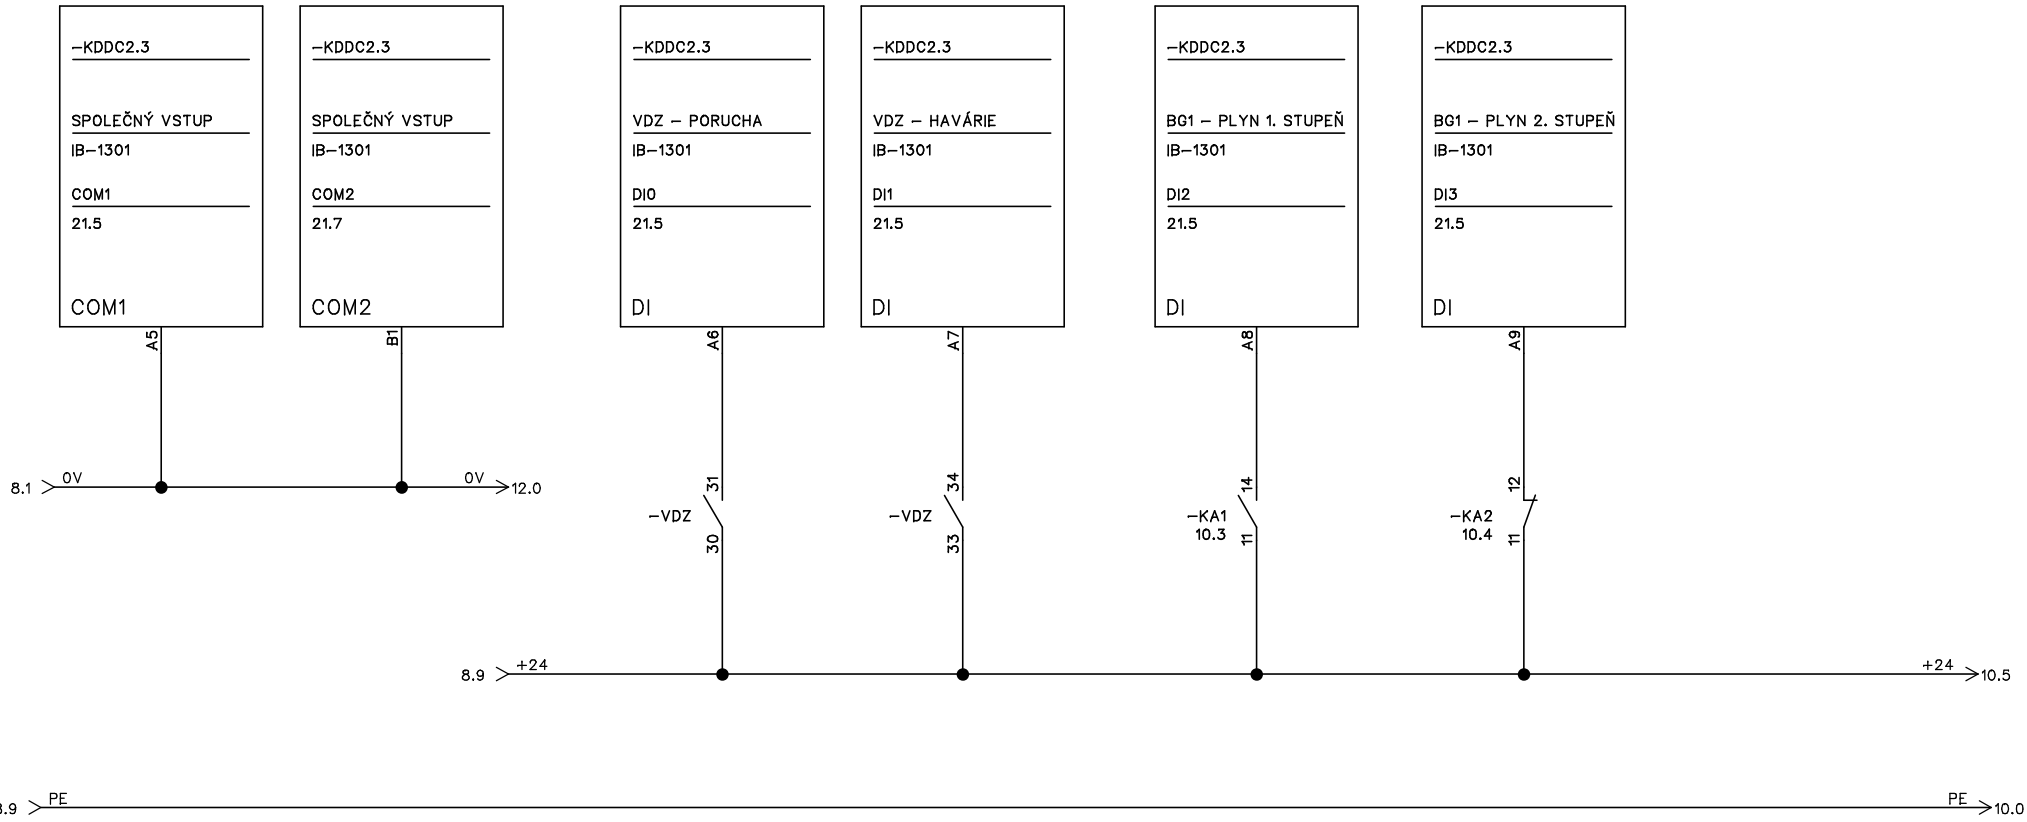 -KDDC2.3
SPOLEČNÝ VSTUP
IB-1301
COM1
21.5
COM1
A5
-KDDC2.3
SPOLEČNÝ VSTUP
IB-1301
COM2
21.7
COM2
B1
-KDDC2.3
VDZ - PORUCHA
IB-1301
DI0
21.5
DI
A6
-KDDC2.3
VDZ - HAVÁRIE
IB-1301
DI1
21.5
DI
A7
-KDDC2.3
BG1 - PLYN 1. STUPEŇ
IB-1301
DI2
21.5
DI
A8
-KDDC2.3
BG1 - PLYN 2. STUPEŇ
IB-1301
DI3
21.5
DI
A9
8.1
0V
0V
12.0
31
-VDZ
30
34
-VDZ
33
14
-KA1
10.3
11
12
-KA2
10.4
11
8.9
+24
+24
10.5
PE
PE
10.0